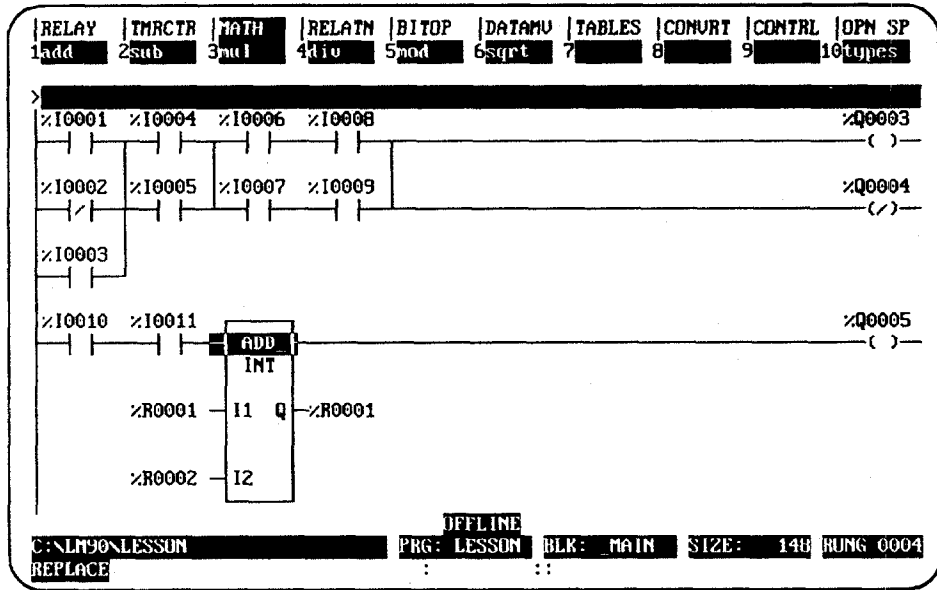 |RELAY |TMRCTR |MATH |RELATN |BITOP |DATAMV |TABLES |CONVRT |CONTRL |OPN SP
1add 2sub 3mul 4div 5mod 6sqrt 7 8 9 10types
>
%I0001 %I0004 %I0006 %I0008 %Q0003
%I0002 %I0005 %I0007 %I0009 %Q0004
%I0003
%I0010 %I0011 %Q0005
ADD_
INT
%R0001 I1 Q %R0001
%R0002 I2
OFFLINE
C:\LM90\LESSON PRG: LESSON BLK: _MAIN SIZE: 148 RUNG 0004
REPLACE : ::